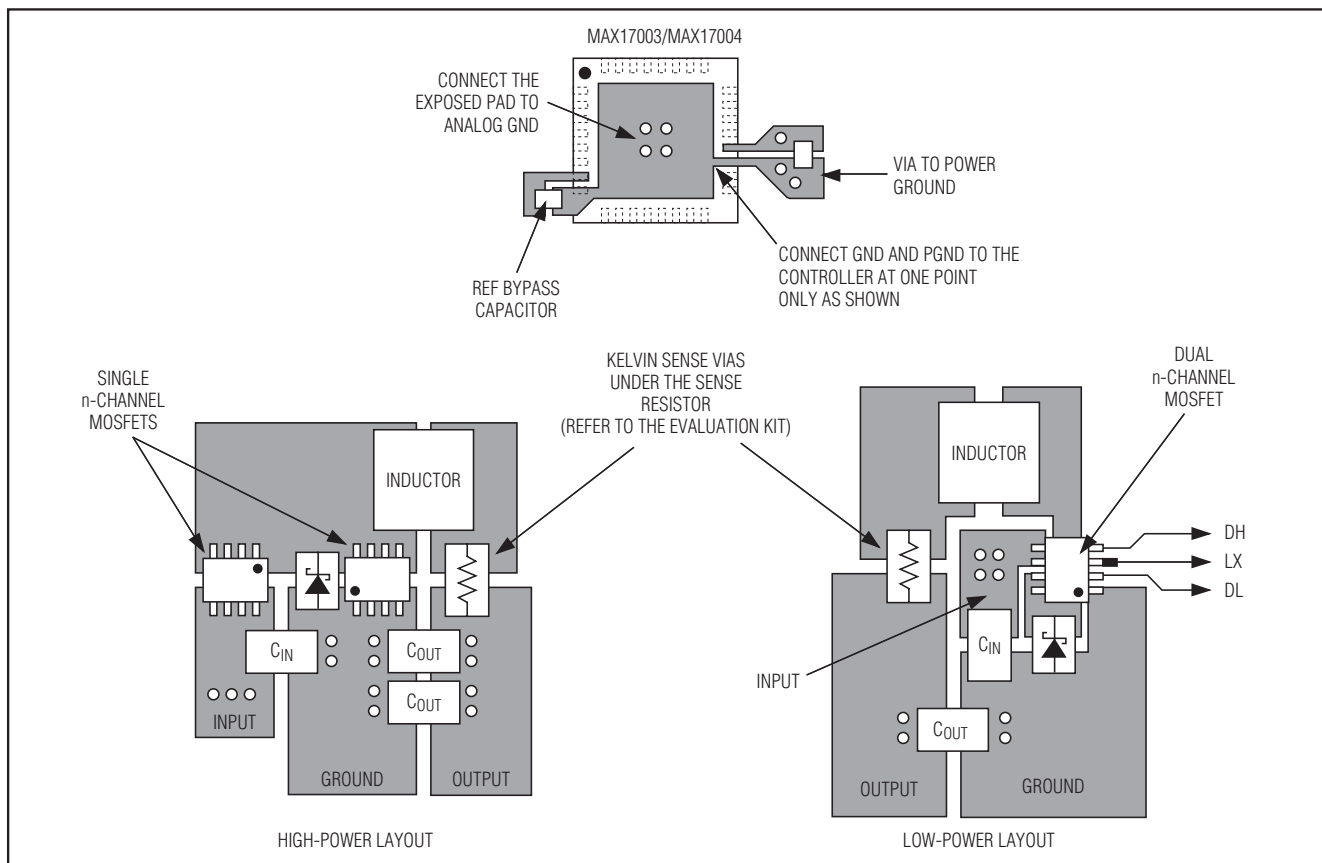 MAX17003/MAX17004
CONNECT THE
EXPOSED PAD TO
ANALOG GND
VIA TO POWER
GROUND
CONNECT GND AND PGND TO THE
CONTROLLER AT ONE POINT
ONLY AS SHOWN
REF BYPASS
CAPACITOR
KELVIN SENSE VIAS
UNDER THE SENSE
RESISTOR
(REFER TO THE EVALUATION KIT)
SINGLE
n-CHANNEL
MOSFETS
DUAL
n-CHANNEL
MOSFET
INDUCTOR
CIN
COUT
COUT
INPUT
GROUND
OUTPUT
HIGH-POWER LAYOUT
INDUCTOR
DH
LX
DL
CIN
INPUT
COUT
OUTPUT
GROUND
LOW-POWER LAYOUT